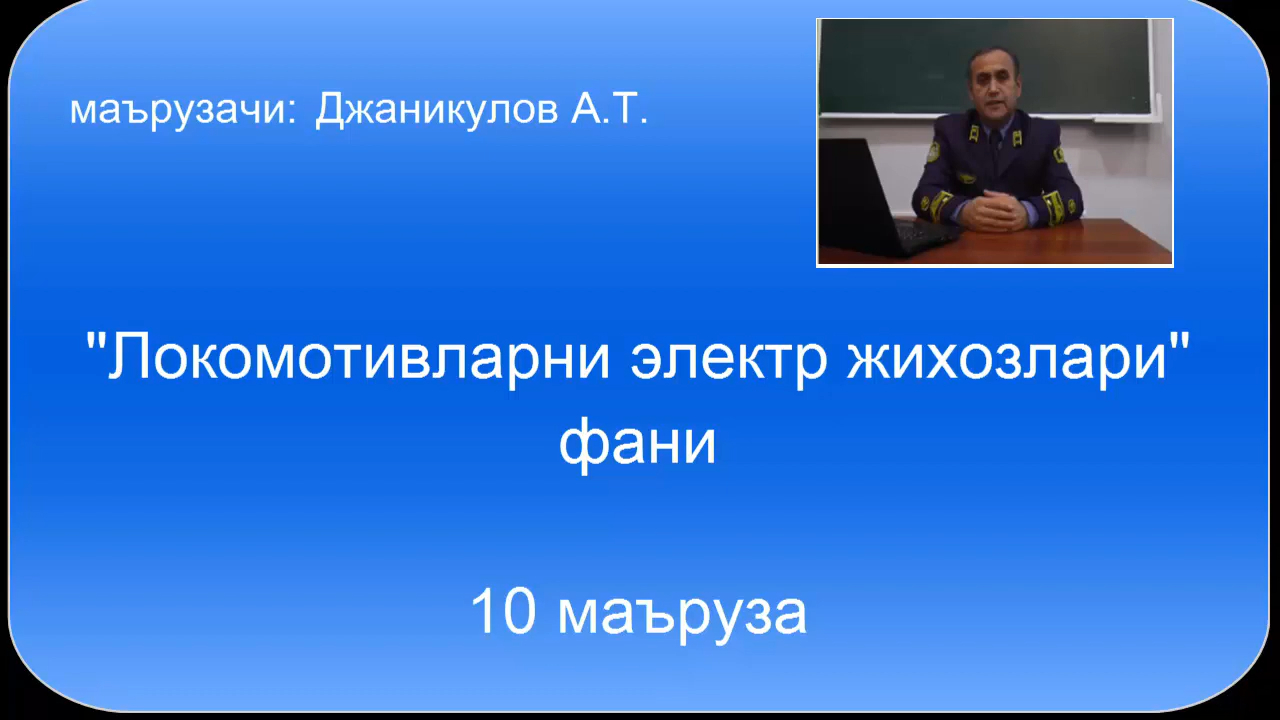 маърузачи: Джаникулов А.Т.
"Локомотивларни электр жихозлари"
фани
10 маъруза